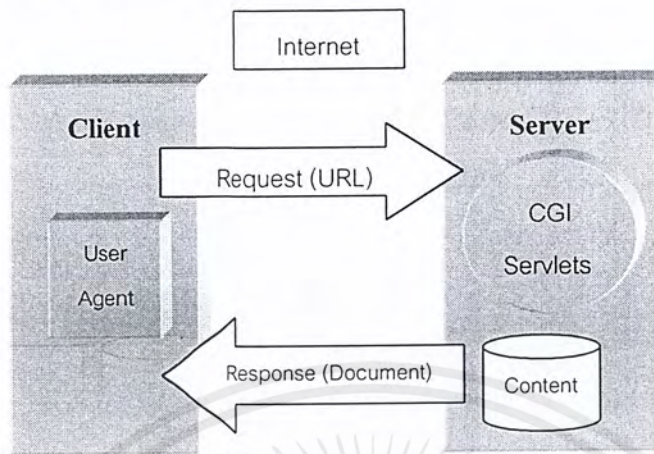 Internet
Client
Server
Request (URL)
CGI
Servlets
User
Agent
Response (Document)
Content